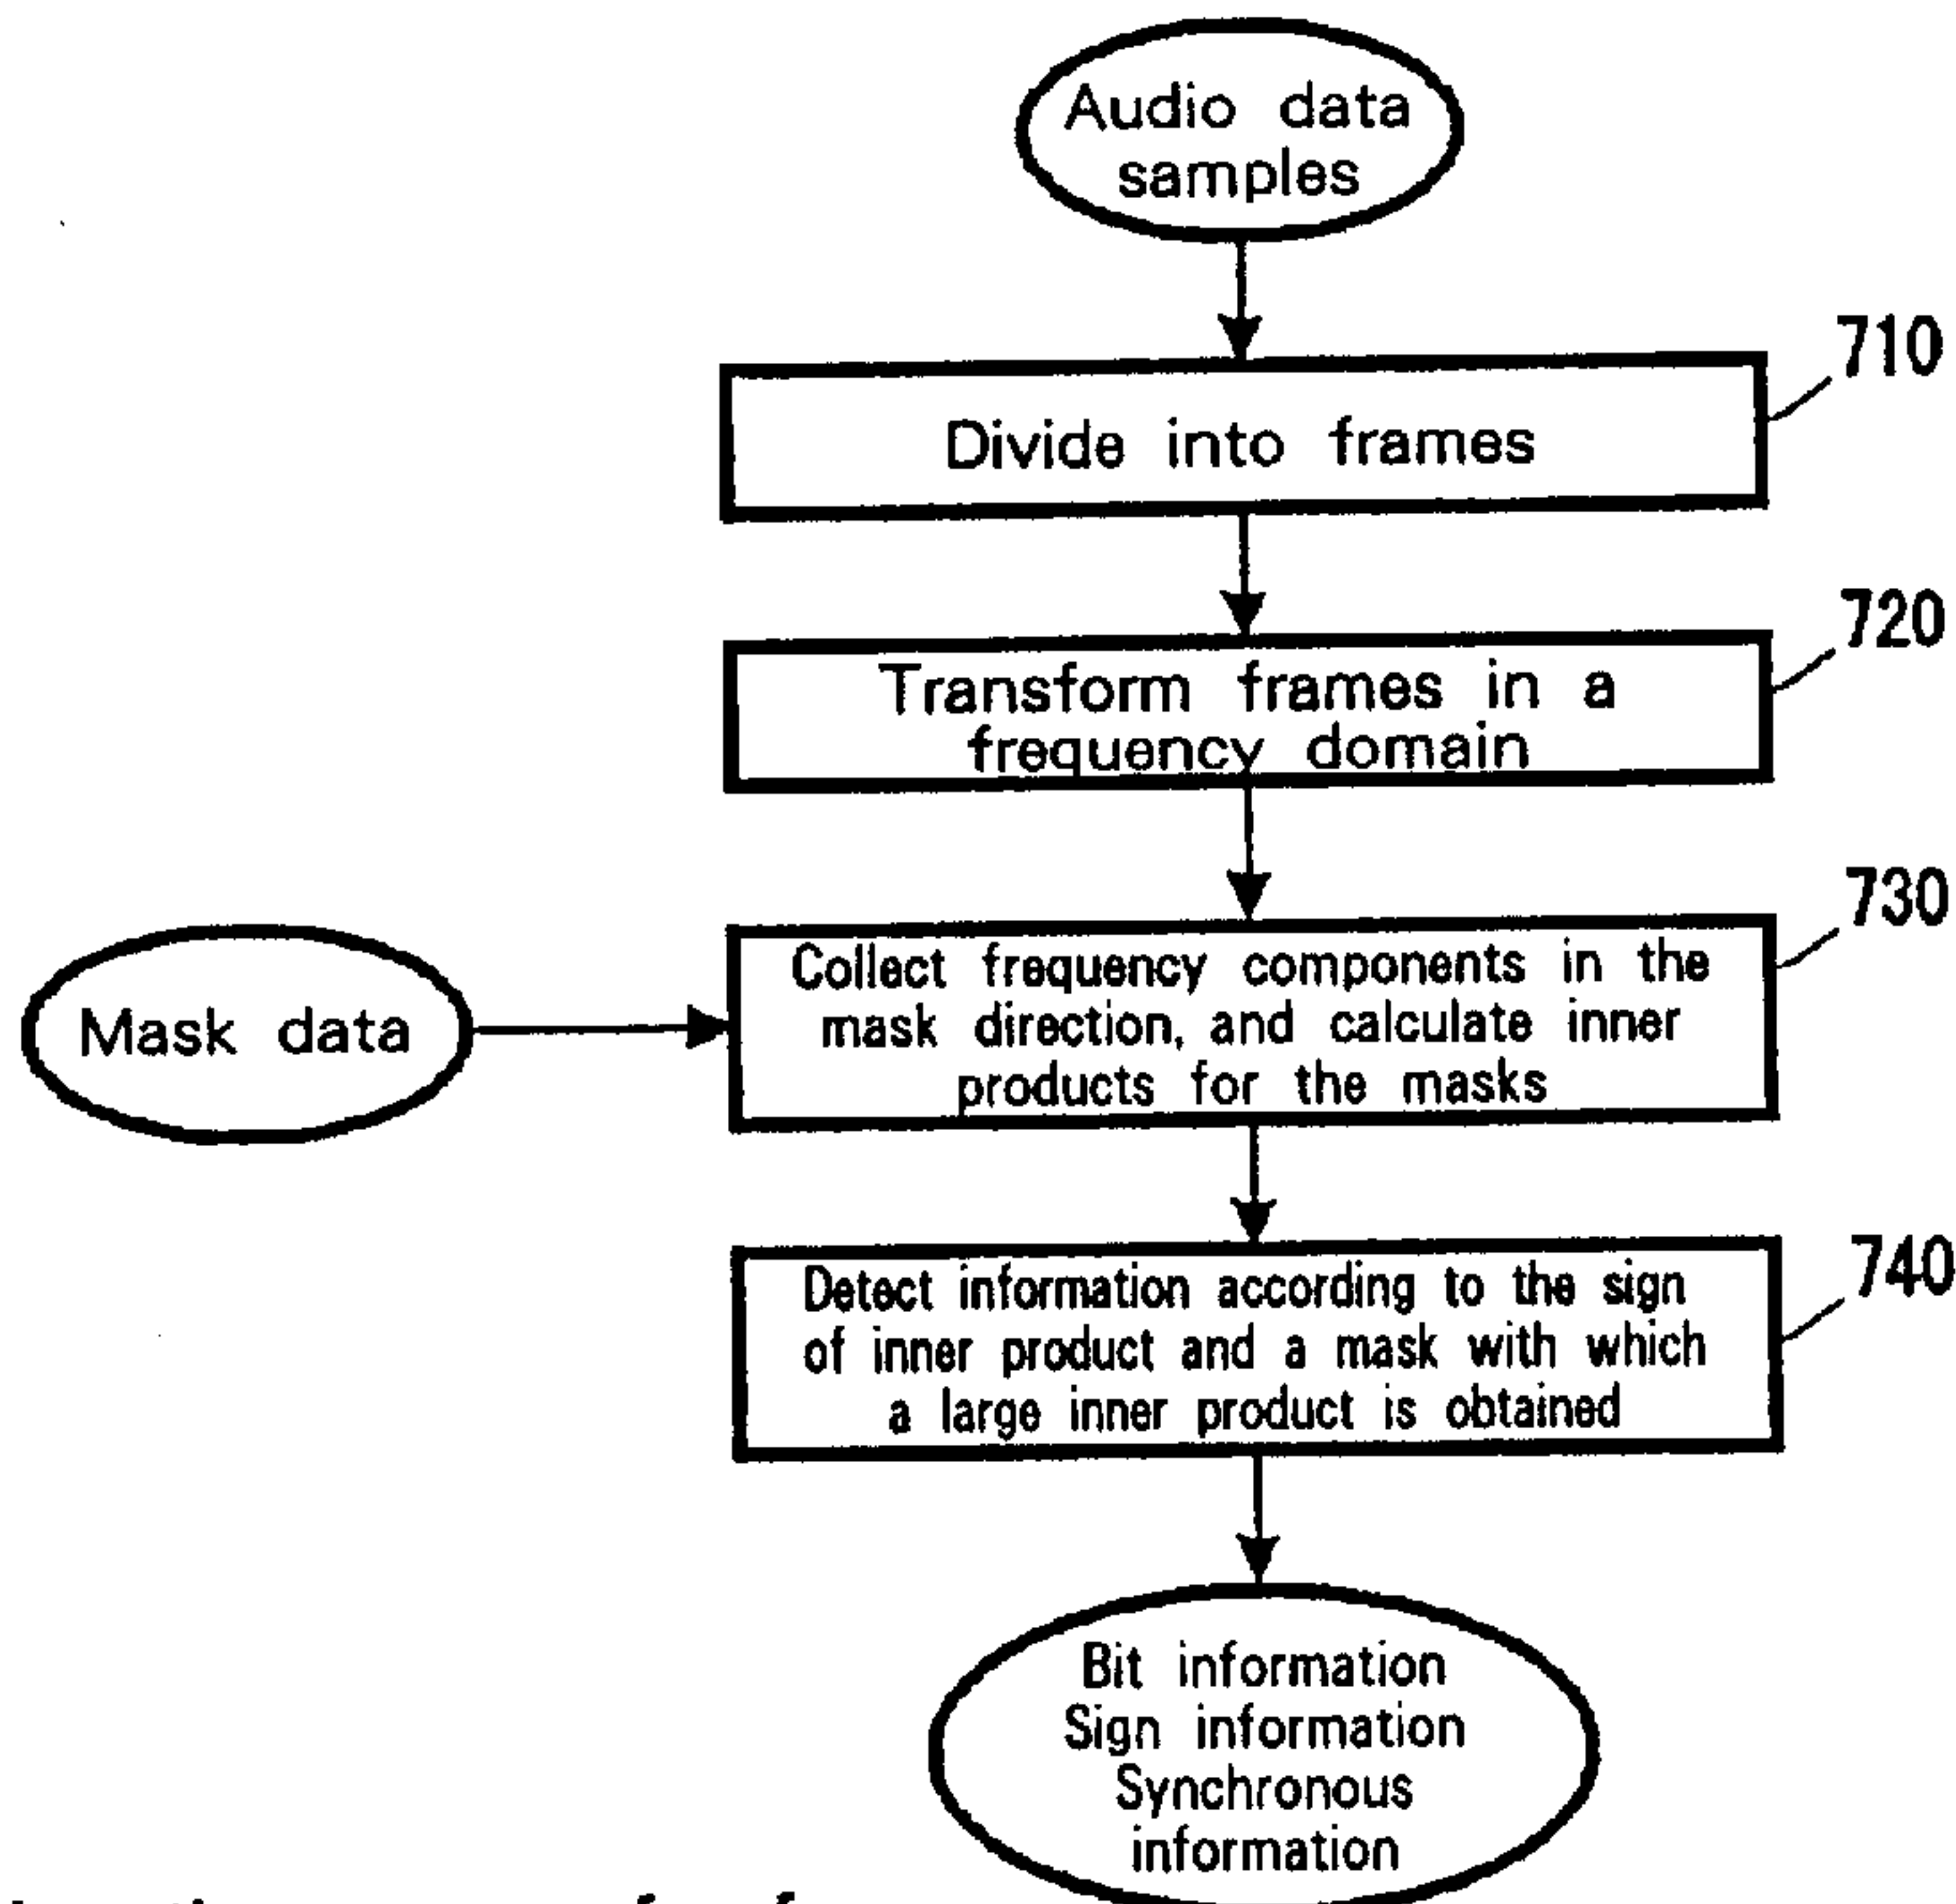 Audio data
samples
710
Divide into frames
720
Transform frames in a
frequency domain
730
Collect frequency components in the
mask direction, and calculate inner
products for the masks
Mask data
740
Detect information according to the sign
of inner product and a mask with which
a large inner product is obtained
Bit information
Sign information
Synchronous
information